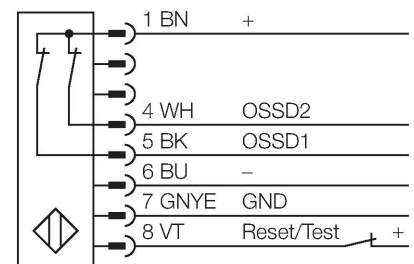 1 BN +
4 WH OSSD2
5 BK OSSD1
6 BU –
7 GNYE GND
8 VT Reset/Test +